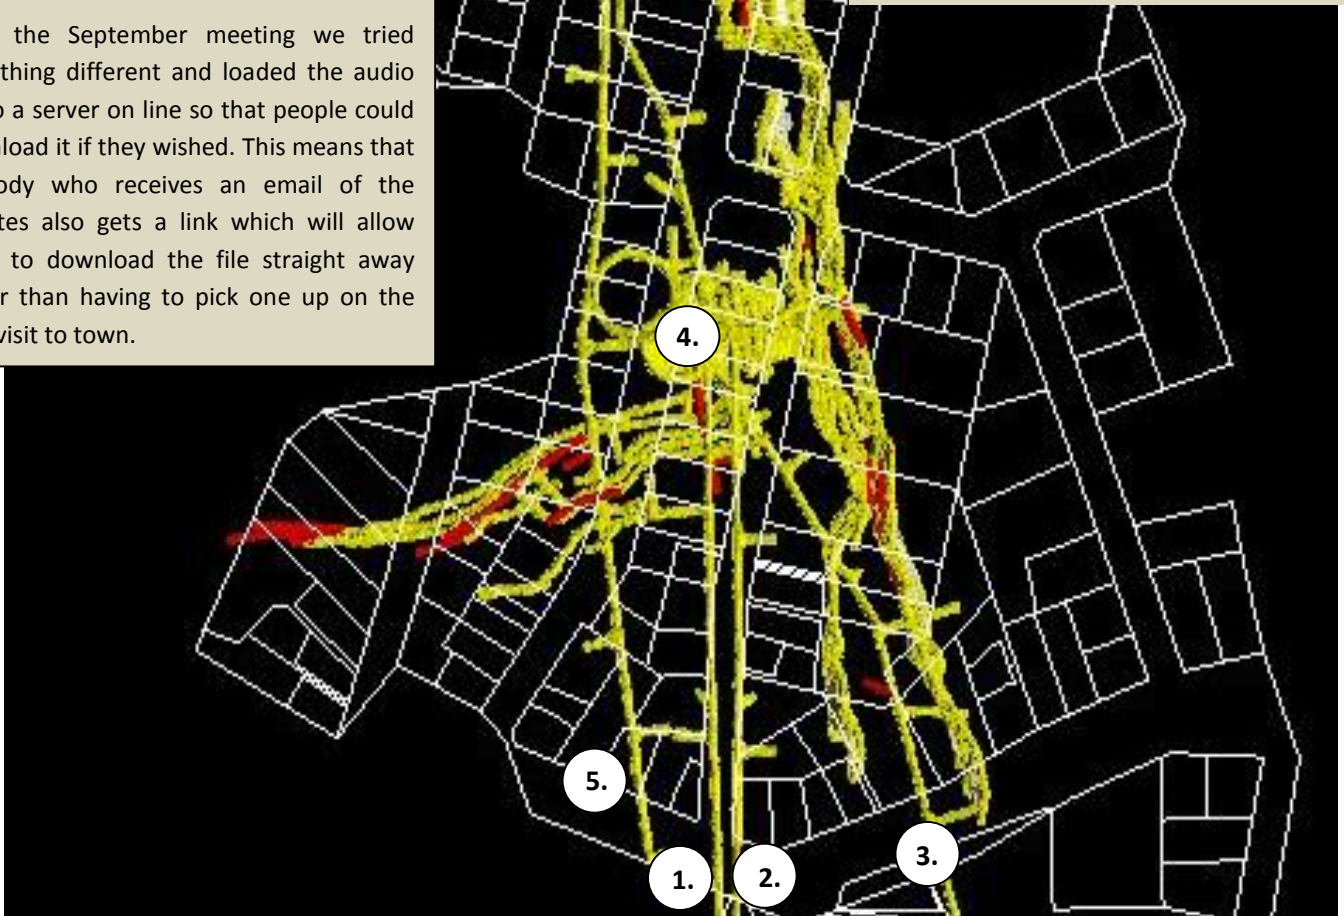 the September meeting we tried
thing different and loaded the audio
a server on line so that people could
load it if they wished. This means that
ody who receives an email of the
tes also gets a link which will allow
to download the file straight away
r than having to pick one up on the
visit to town.
4.
5.
3.
1.
2.